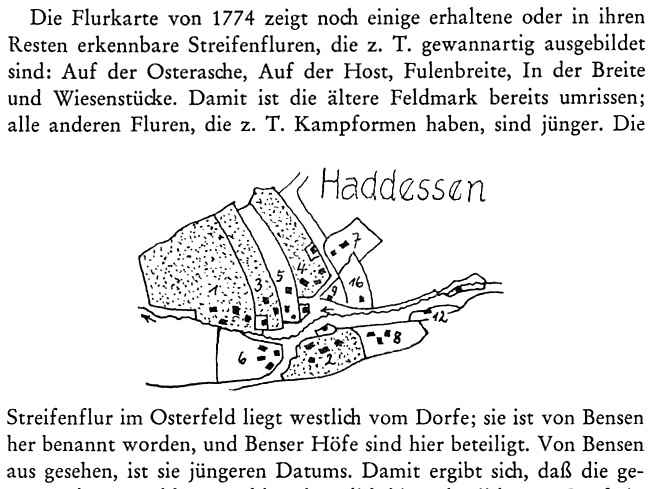 Die Flurkarte von 1774 zeigt noch einige erhaltene oder in ihren
Resten erkennbare Streifenfluren, die z. T. gewannartig ausgebildet
sind: Auf der Osterasche, Auf der Host, Fulenbreite, In der Breite
und Wiesenstücke. Damit ist die ältere Feldmark bereits umrissen;
alle anderen Fluren, die z. T. Kampformen haben, sind jünger. Die
Haddessen
7
4
5
3
1
9
16
12
8
2
6
Streifenflur im Osterfeld liegt westlich vom Dorfe; sie ist von Bensen
her benannt worden, und Benser Höfe sind hier beteiligt. Von Bensen
aus gesehen, ist sie jüngeren Datums. Damit ergibt sich, daß die ge-